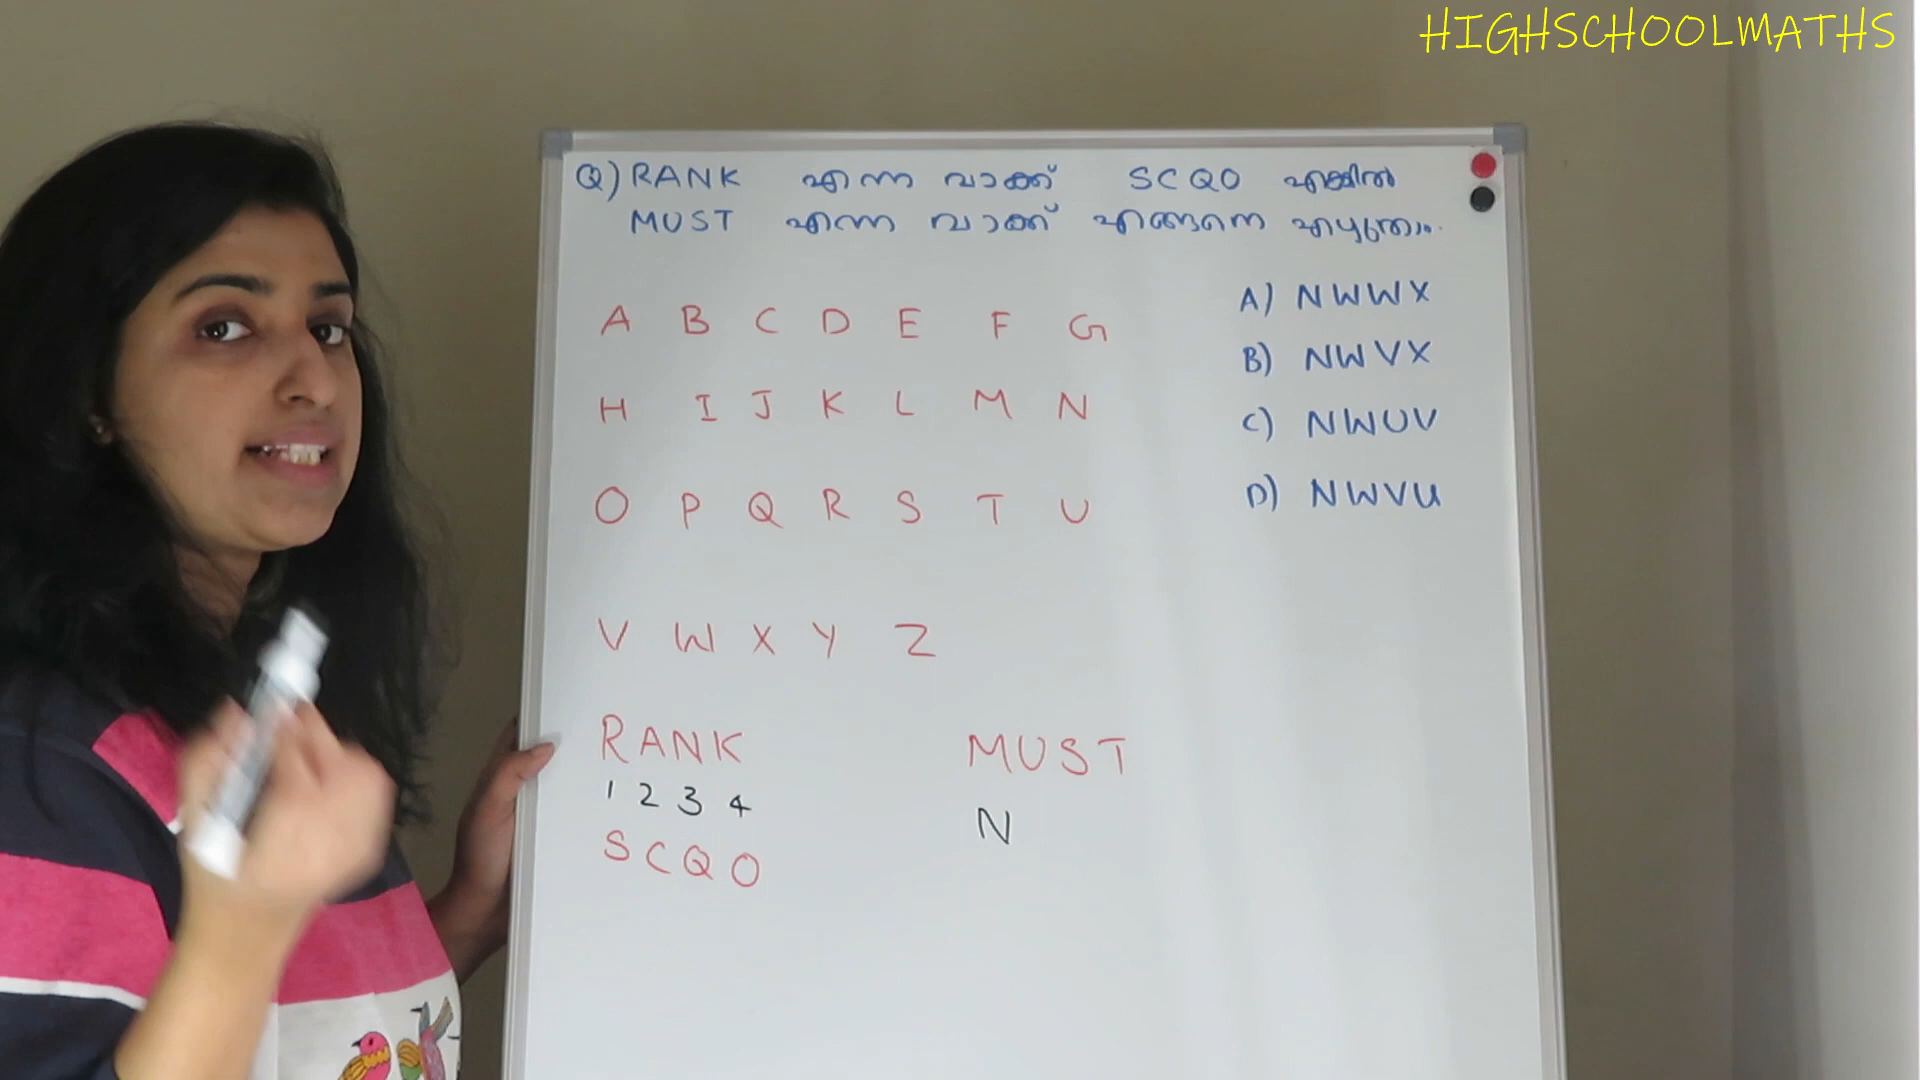 HIGHSCHOOLMATHS
Q) RANK എന്ന വാക്ക് SCQO എങ്കിൽ
MUST എന്ന വാക്ക് എങ്ങനെ എഴുതാം.
A) NWWX
B) NWVX
C) NWUV
D) NWVU
A B C D E F G
H I J K L M N
O P Q R S T U
V W X Y Z
RANK
1 2 3 4
SCQO
MUST
N